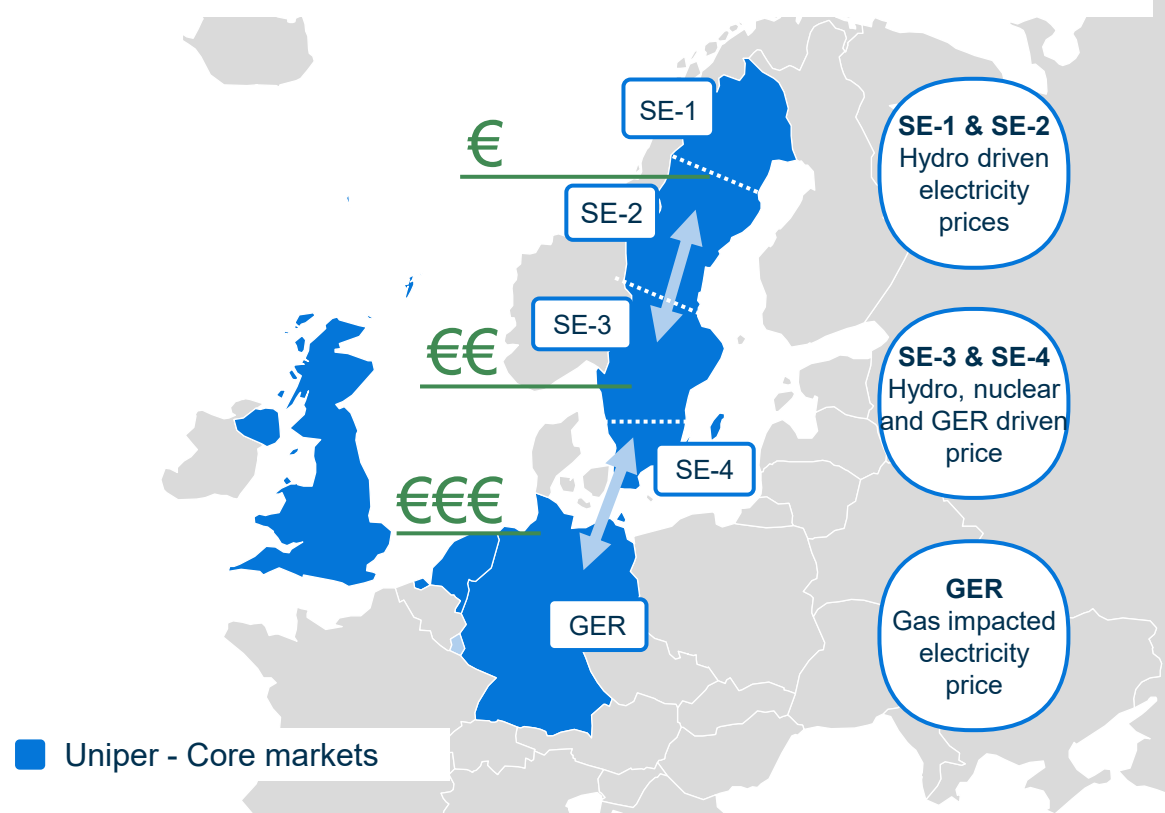 SE-1
€
SE-2
SE-3
€€
SE-4
€€€
GER
SE-1 & SE-2
Hydro driven
electricity
prices
SE-3 & SE-4
Hydro, nuclear
and GER driven
price
GER
Gas impacted
electricity
price
Uniper - Core markets